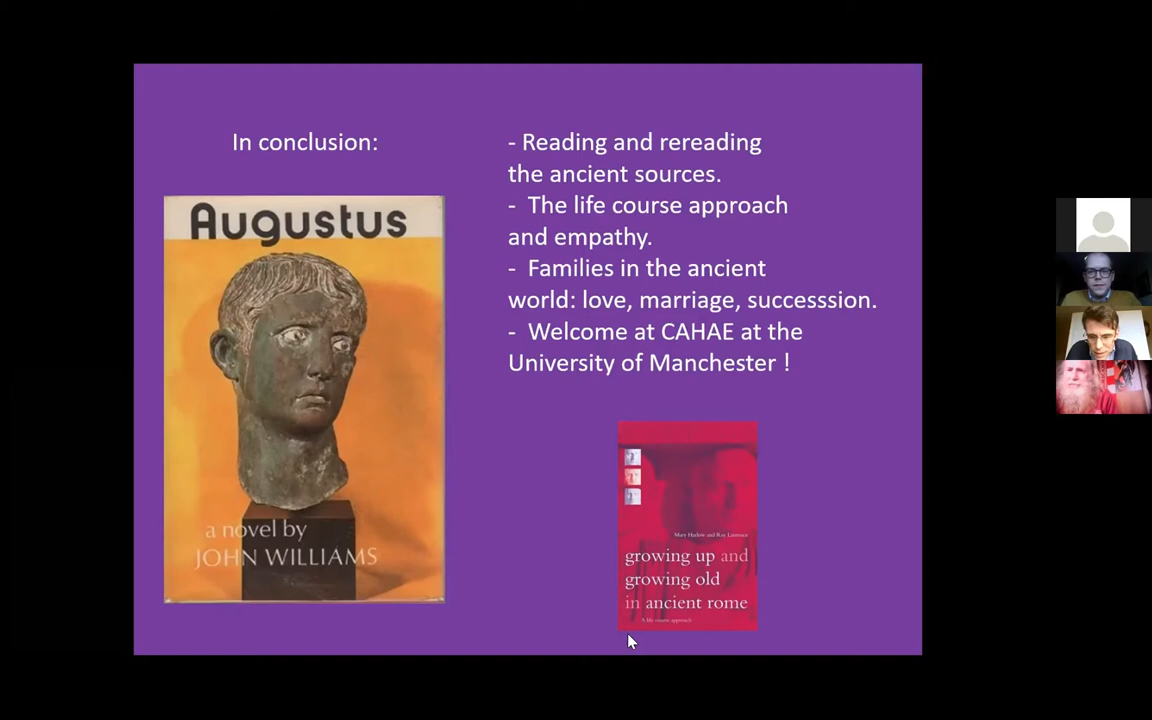 In conclusion:
Augustus
a novel by
JOHN WILLIAMS
- Reading and rereading
the ancient sources.
- The life course approach
and empathy.
- Families in the ancient
world: love, marriage, successsion.
- Welcome at CAHAE at the
University of Manchester !
Mary Harlow and Ray Laurence
growing up and
growing old
in ancient rome
A life course approach